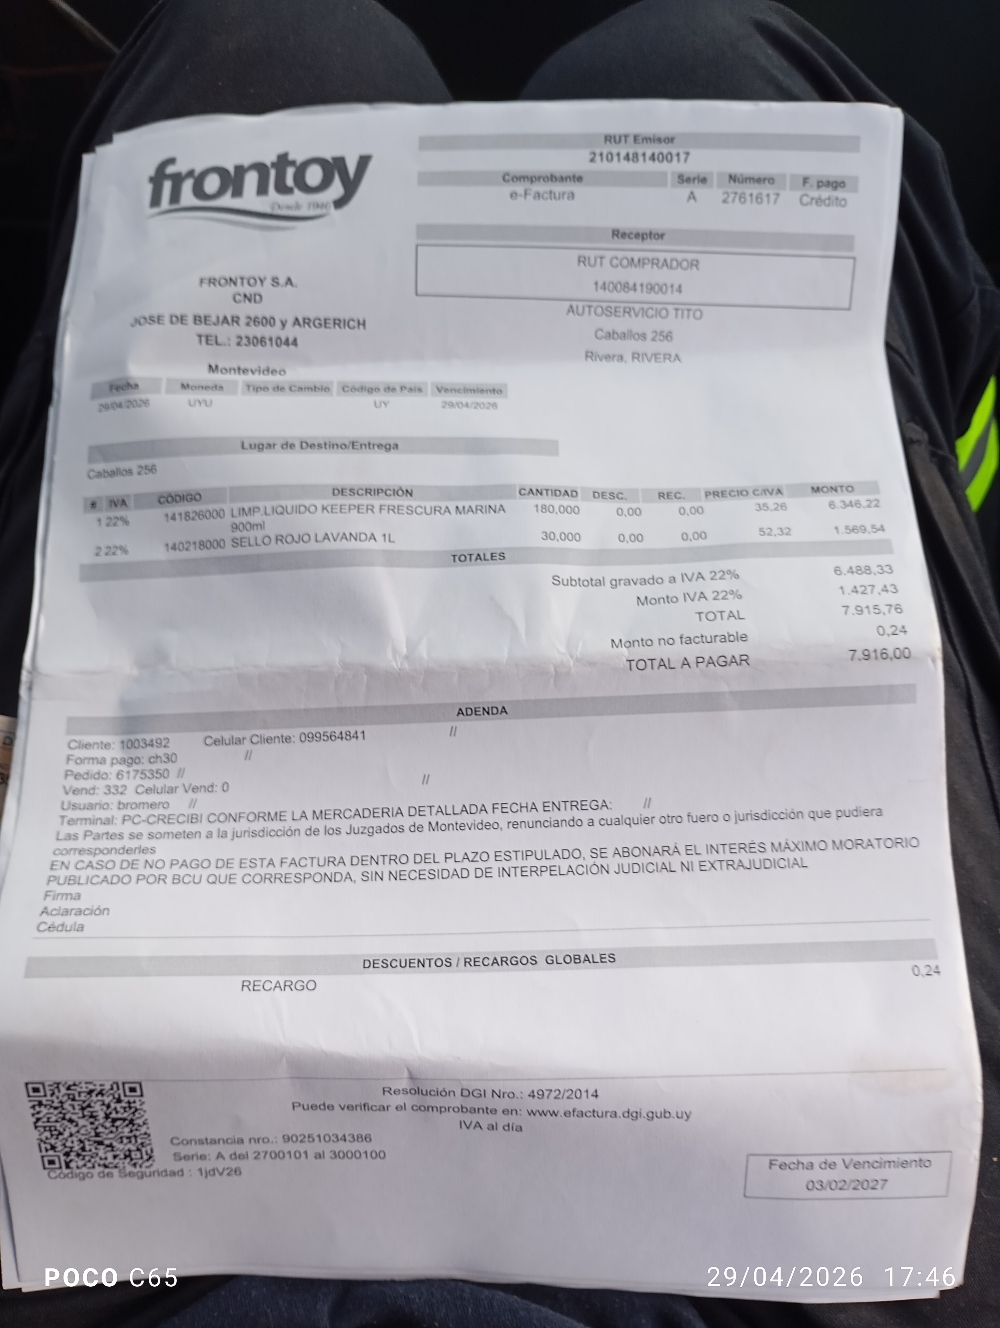 frontoy
Desde 1946
RUT Emisor
210148140017
Comprobante Serie Número F. pago
e-Factura A 2761617 Crédito
Receptor
RUT COMPRADOR
140084190014
AUTOSERVICIO TITO
Caballos 256
Rivera, RIVERA
FRONTOY S.A.
CND
JOSE DE BEJAR 2600 y ARGERICH
TEL.: 23061044
Montevideo
Fecha Moneda Tipo de Cambio Código de País Vencimiento
29/04/2026 UYU UY 29/04/2026
Lugar de Destino/Entrega
Caballos 256
# IVA CÓDIGO DESCRIPCIÓN CANTIDAD DESC. REC. PRECIO C/IVA MONTO
1 22% 141826000 LIMP.LIQUIDO KEEPER FRESCURA MARINA 180,000 0,00 0,00 35,26 6.346,22
900ml
2 22% 140218000 SELLO ROJO LAVANDA 1L 30,000 0,00 0,00 52,32 1.569,54
TOTALES
Subtotal gravado a IVA 22% 6.488,33
Monto IVA 22% 1.427,43
TOTAL 7.915,76
Monto no facturable 0,24
TOTAL A PAGAR 7.916,00
ADENDA
Cliente: 1003492 Celular Cliente: 099564841 //
Forma pago: ch30 //
Pedido: 6175350 //
Vend: 332 Celular Vend: 0 //
Usuario: bromero //
Terminal: PC-CRECIBI CONFORME LA MERCADERIA DETALLADA FECHA ENTREGA: //
Las Partes se someten a la jurisdicción de los Juzgados de Montevideo, renunciando a cualquier otro fuero o jurisdicción que pudiera
corresponderles
EN CASO DE NO PAGO DE ESTA FACTURA DENTRO DEL PLAZO ESTIPULADO, SE ABONARÁ EL INTERÉS MÁXIMO MORATORIO
PUBLICADO POR BCU QUE CORRESPONDA, SIN NECESIDAD DE INTERPELACIÓN JUDICIAL NI EXTRAJUDICIAL
Firma
Aclaración
Cédula
DESCUENTOS / RECARGOS GLOBALES
RECARGO 0,24
Resolución DGI Nro.: 4972/2014
Puede verificar el comprobante en: www.efactura.dgi.gub.uy
IVA al día
Constancia nro.: 90251034386
Serie: A del 2700101 al 3000100
Código de Seguridad : 1jdV26
Fecha de Vencimiento
03/02/2027
POCO C65
29/04/2026 17:46